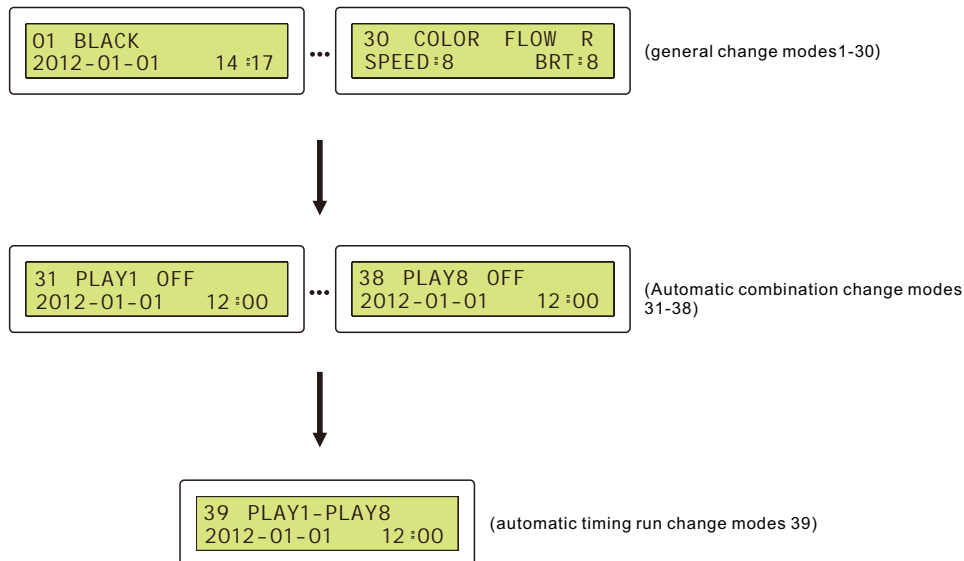 01 BLACK
2012-01-01 14:17
...
30 COLOR FLOW R
SPEED:8 BRT:8
(general change modes1-30)
31 PLAY1 OFF
2012-01-01 12:00
...
38 PLAY8 OFF
2012-01-01 12:00
(Automatic combination change modes
31-38)
39 PLAY1-PLAY8
2012-01-01 12:00
(automatic timing run change modes 39)